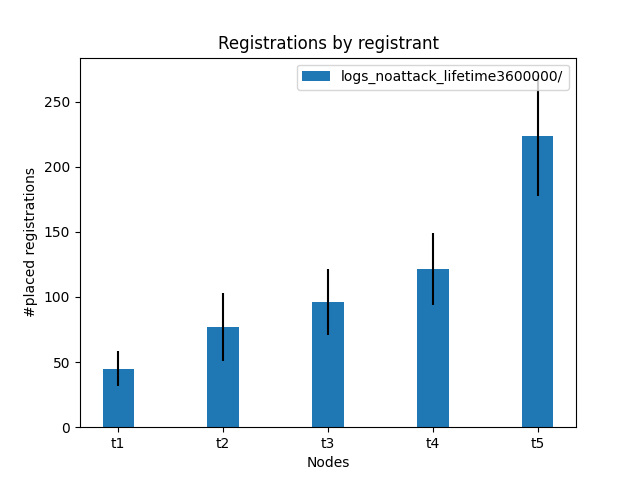 Registrations by registrant
logs_noattack_lifetime3600000/
#placed registrations
250
200
150
100
50
0
t1 t2 t3 t4 t5
Nodes